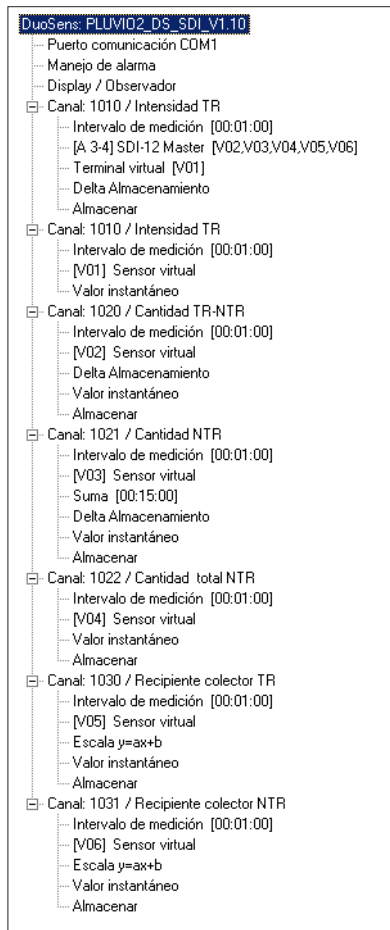 DuoSens: PLUVIO2_DS_SDI_V1.10
Puerto comunicación COM1
Manejo de alarma
Display / Observador
Canal: 1010 / Intensidad TR
Intervalo de medición [00:01:00]
[A 3-4] SDI-12 Master [V02,V03,V04,V05,V06]
Terminal virtual [V01]
Delta Almacenamiento
Almacenar
Canal: 1010 / Intensidad TR
Intervalo de medición [00:01:00]
[V01] Sensor virtual
Valor instantáneo
Canal: 1020 / Cantidad TR-NTR
Intervalo de medición [00:01:00]
[V02] Sensor virtual
Delta Almacenamiento
Valor instantáneo
Almacenar
Canal: 1021 / Cantidad NTR
Intervalo de medición [00:01:00]
[V03] Sensor virtual
Suma [00:15:00]
Delta Almacenamiento
Valor instantáneo
Almacenar
Canal: 1022 / Cantidad total NTR
Intervalo de medición [00:01:00]
[V04] Sensor virtual
Valor instantáneo
Almacenar
Canal: 1030 / Recipiente colector TR
Intervalo de medición [00:01:00]
[V05] Sensor virtual
Escala y=ax+b
Valor instantáneo
Almacenar
Canal: 1031 / Recipiente colector NTR
Intervalo de medición [00:01:00]
[V06] Sensor virtual
Escala y=ax+b
Valor instantáneo
Almacenar